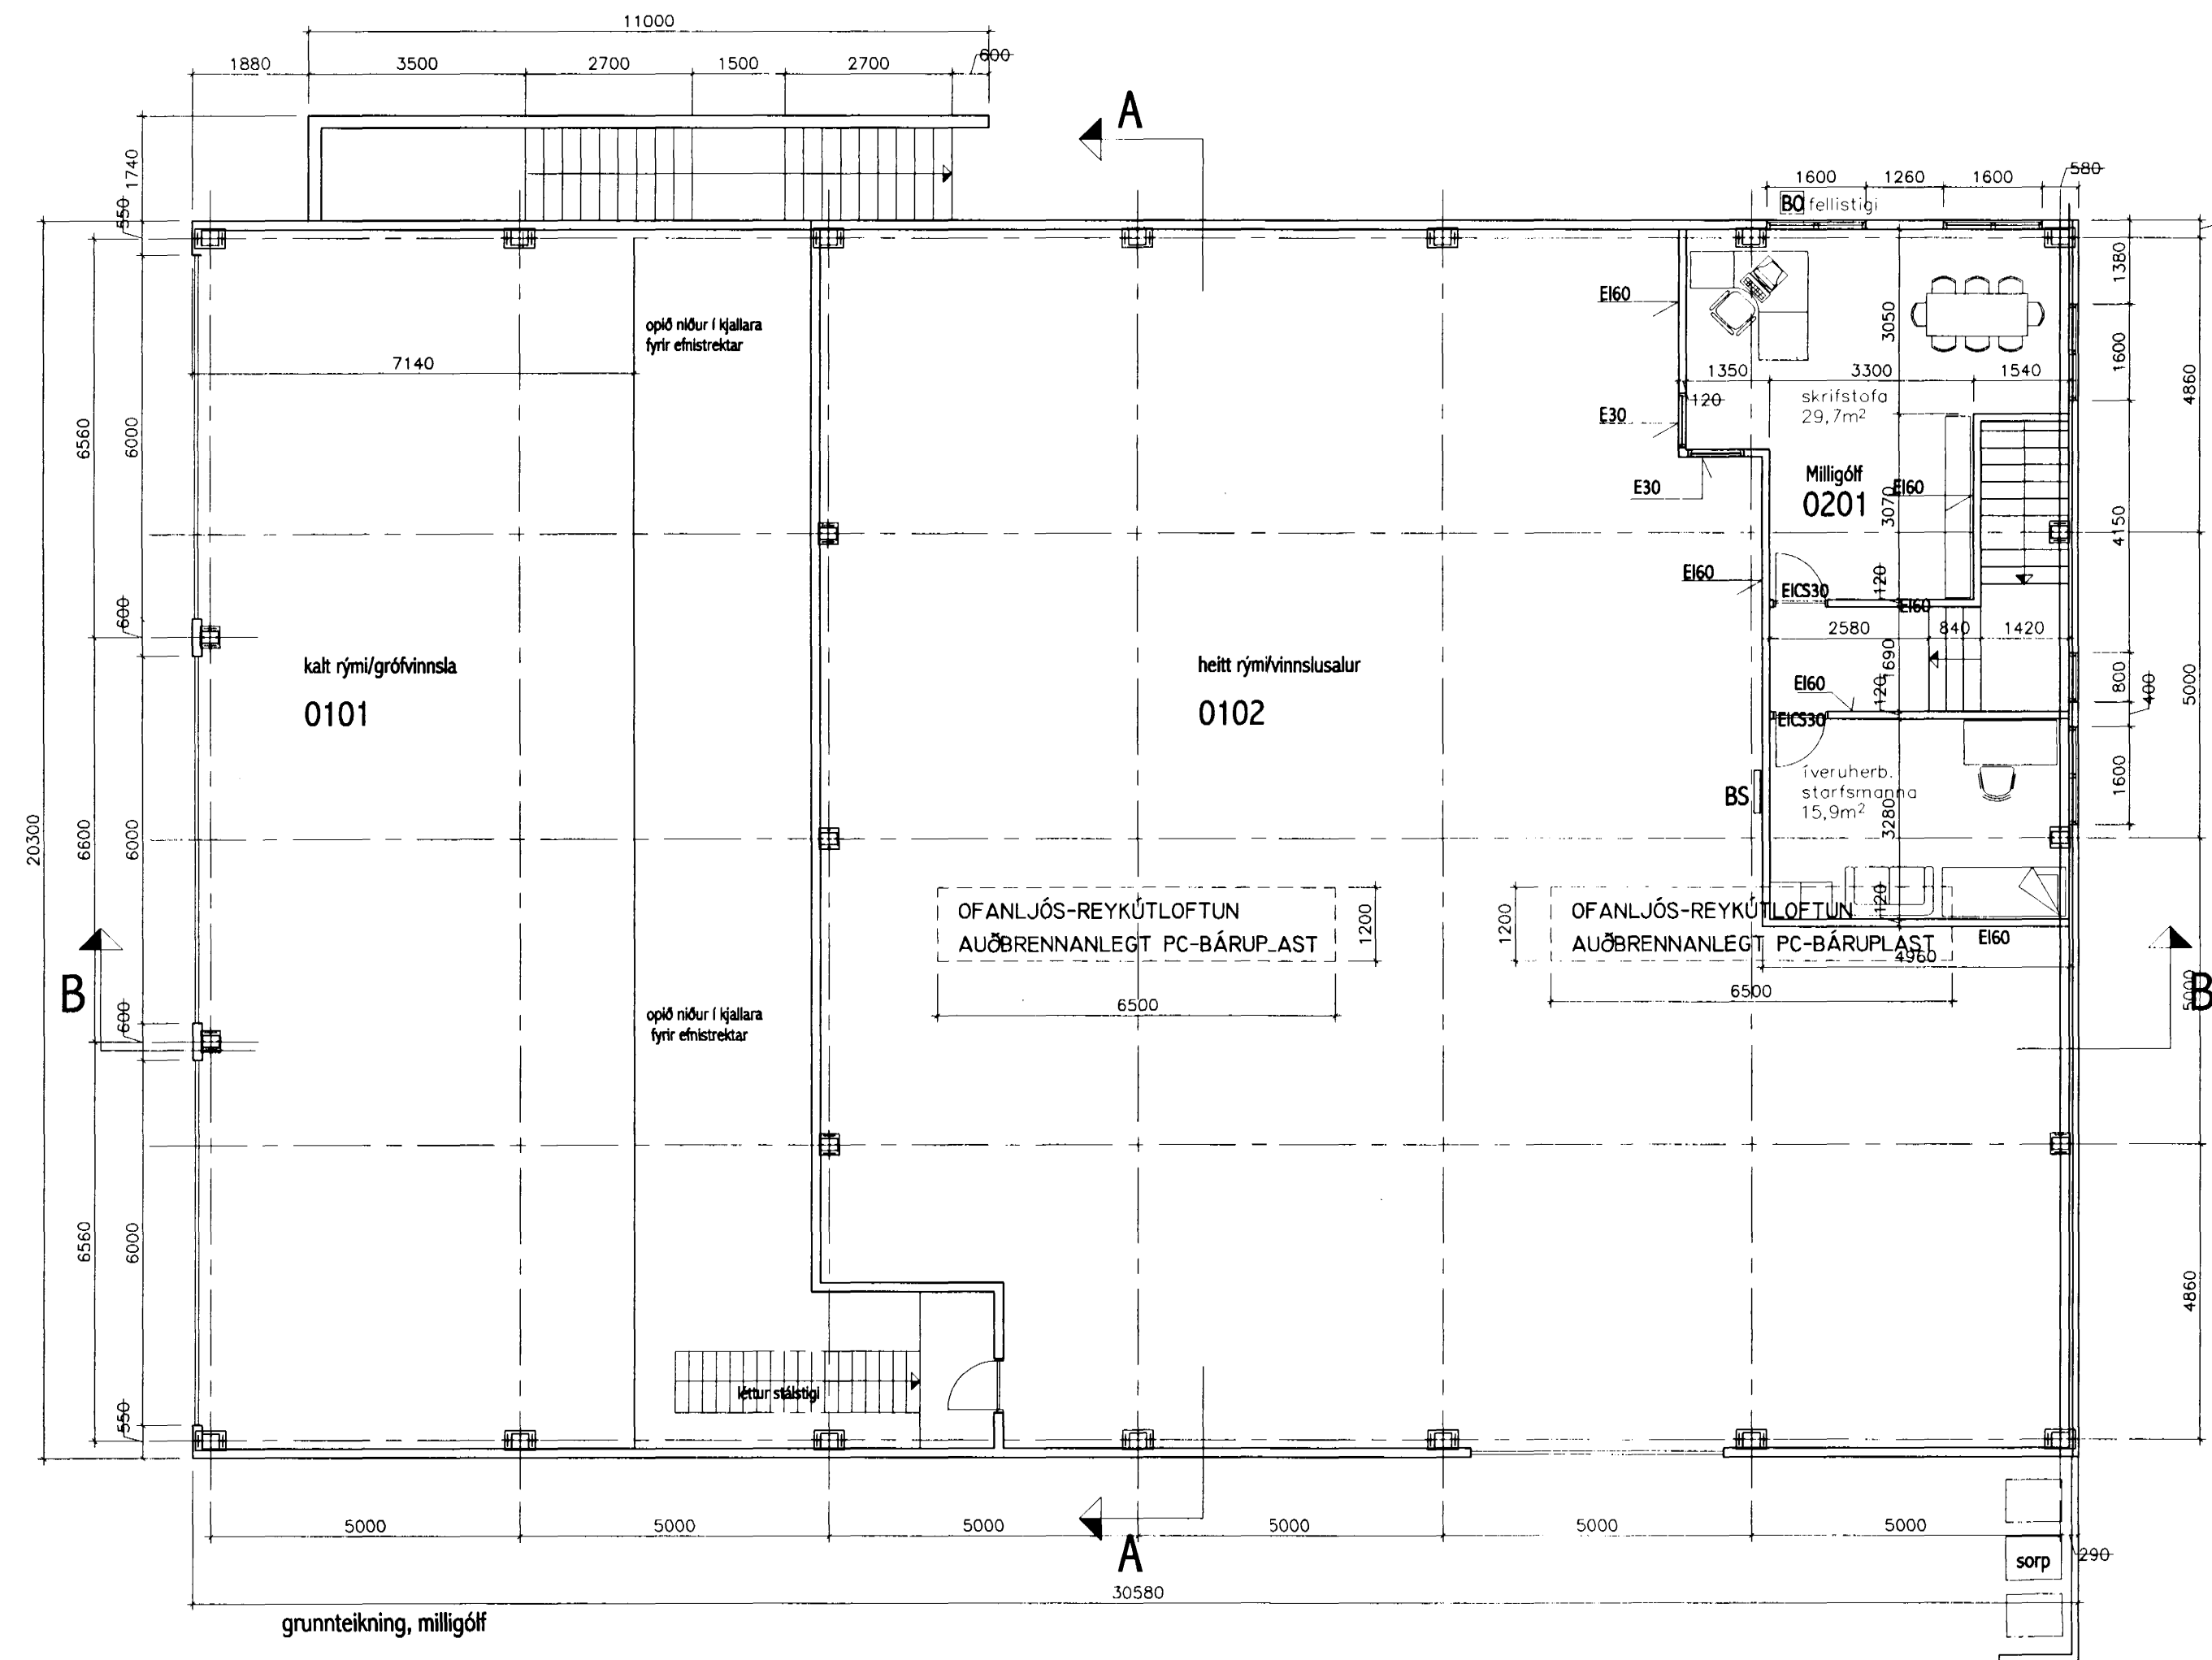 11000
1880
3500
2700
1500
2700
600
A
1740
550
1600
1260
1600
580
BO fellistigi
opið niður í kjallara
fyrir efnistrektar
7140
EI60
1380
3050
1600
4860
1350
3300
1540
120
skrifstofa
29,7m²
E30
6560
6000
E30
Milligólf
0201
EI60
3070
4150
EI60
EICS30
120
EI60
600
2580
840
1420
kalt rými/grófvinnsla
0101
heitt rými/vinnslusalur
0102
1690
EI60
120
EICS30
800
400
5000
íveruherb.
starfsmanna
15,9m²
3280
BS
1600
20300
6600
6000
OFANLJÓS-REYKÚTLOFTUN
AUÐBRENNANLEGT PC-BÁRUPLAST
1200
6500
1200
OFANLJÓS-REYKÚTLOFTUN
AUÐBRENNANLEGT PC-BÁRUPLAST
120
EI60
4960
6500
B
B
5000
600
opið niður í kjallara
fyrir efnistrektar
6560
6000
4860
léttur stálstigi
550
5000
5000
5000
5000
5000
5000
A
sorp
290
30580
grunnteikning, milligólf